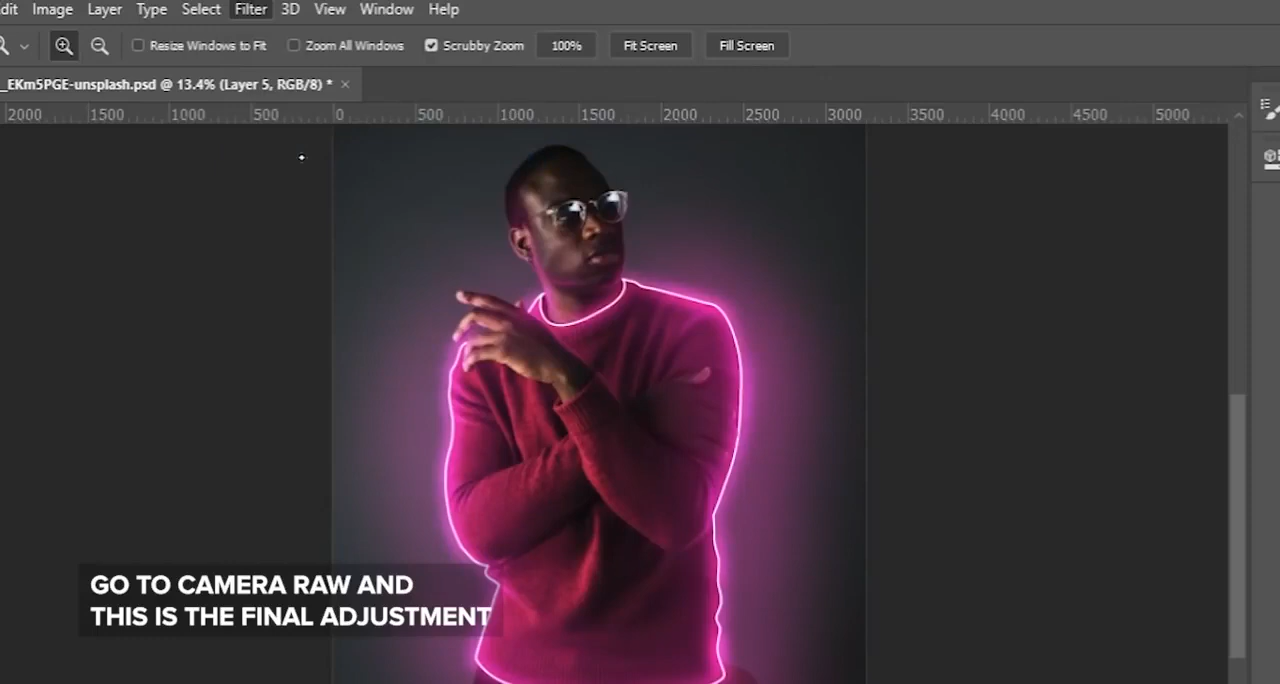 dit Image Layer Type Select Filter 3D View Window Help
Resize Windows to Fit Zoom All Windows Scrubby Zoom 100% Fit Screen Fill Screen
_EKm5PGE-unsplash.psd @ 13.4% (Layer 5, RGB/8) * ×
2000 1500 1000 500 0 500 1000 1500 2000 2500 3000 3500 4000 4500 5000
GO TO CAMERA RAW AND
THIS IS THE FINAL ADJUSTMENT